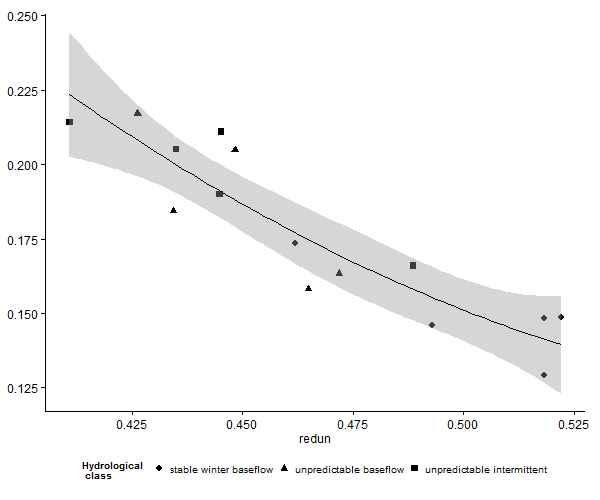 0.250
0.225
0.200
0.175
0.150
0.125
0.425 0.450 0.475 0.500 0.525
redun
Hydrological
class
stable winter baseflow unpredictable baseflow unpredictable intermittent